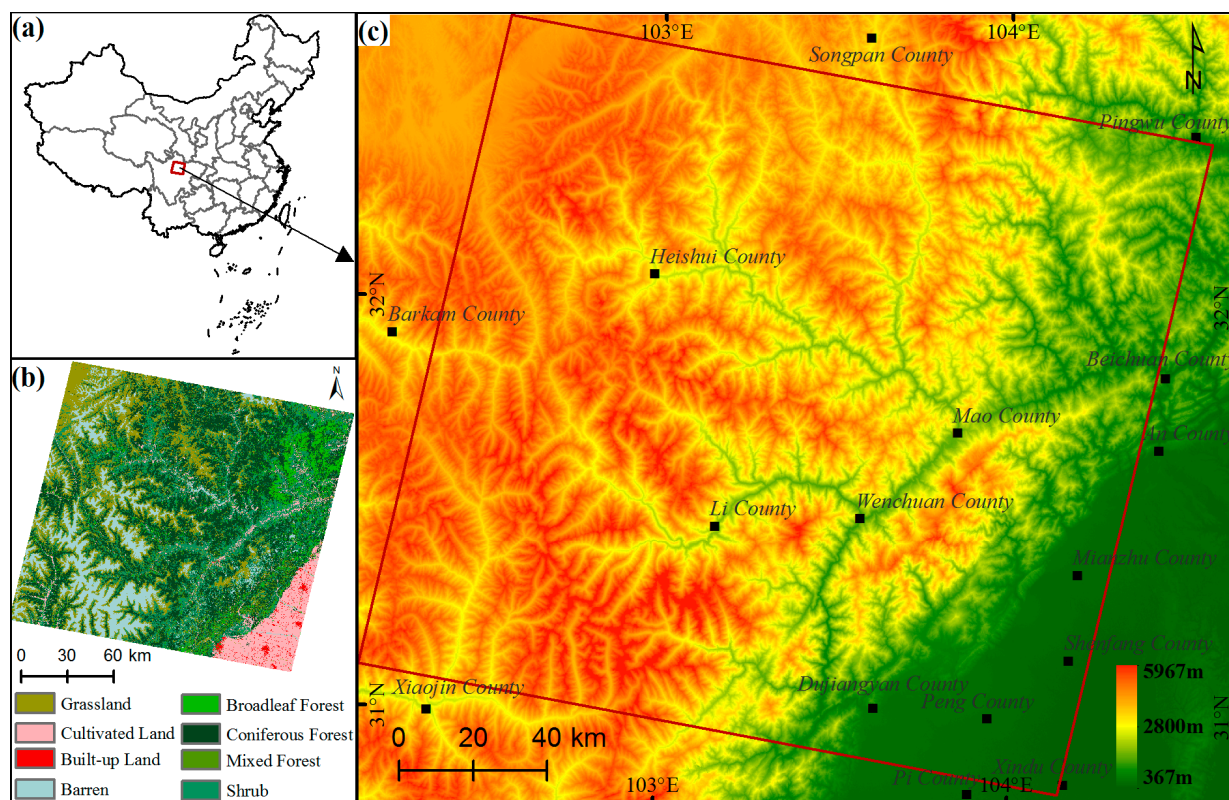 (a)
(b)
N
0 30 60 km
Grassland
Cultivated Land
Built-up Land
Barren
Broadleaf Forest
Coniferous Forest
Mixed Forest
Shrub
(c)
103°E
104°E
Songpan County
N
Pingwu County
Heishui County
32°N
32°N
Barkam County
Beichuan County
Mao County
An County
Li County
Wenchuan County
Mianzhu County
Shenfang County
Xiaojin County
Dujiangyan County
Peng County
31°N
31°N
5967m
2800m
367m
0 20 40 km
Pi County
Xindu County
103°E
104°E